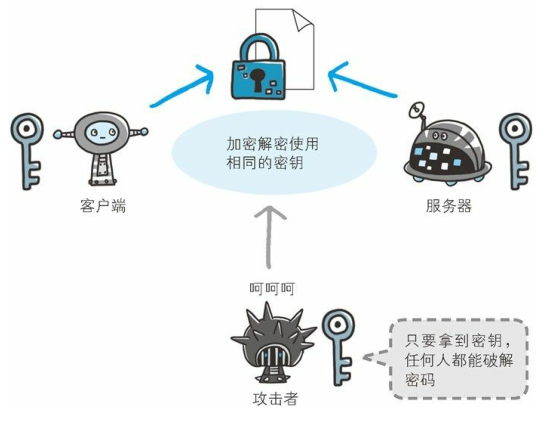 加密解密使用
相同的密钥
客户端
服务器
呵呵呵
只要拿到密钥，
任何人都能破解
密码
攻击者